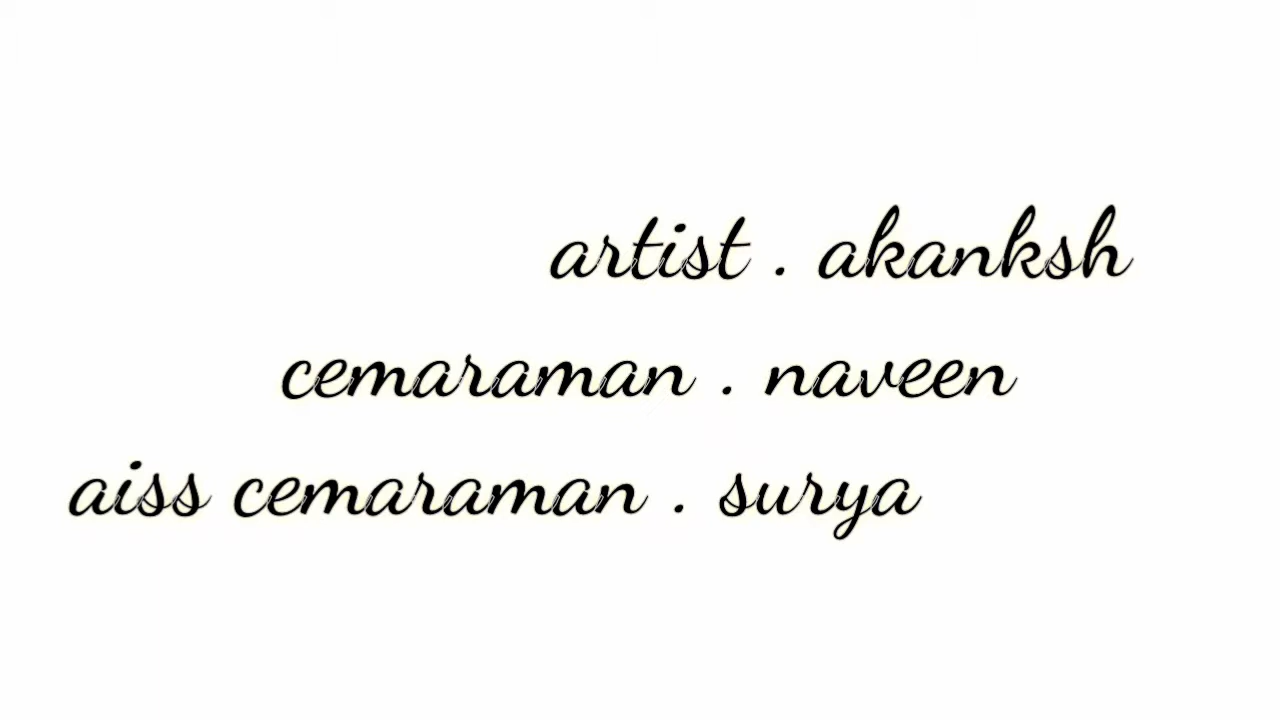 artist . akanksh
cemaraman . naveen
aiss cemaraman . surya